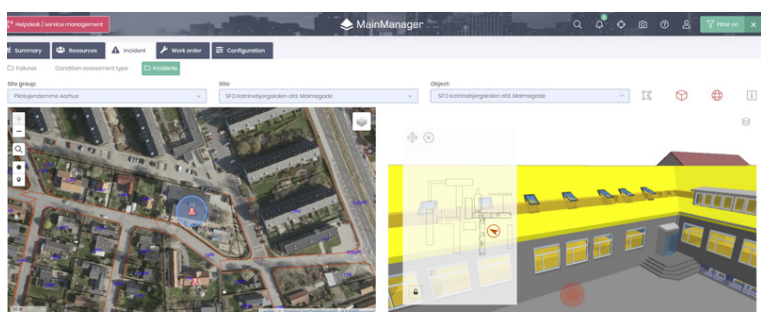 Helpdesk / service management
MainManager
Filter on
Summary
Resources
Incident
Work order
Configuration
Failures
Condition assessment type
Incidents
Site group:
Site:
Object:
Pilotejendomme Aarhus
SFO Katrinebjergskolen afd. Malmøgade
SFO Katrinebjergskolen afd. Malmøgade